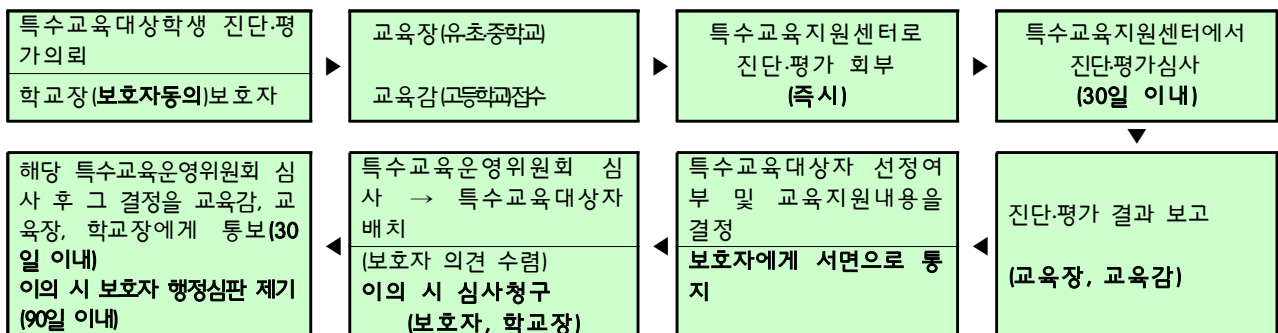 특수교육대상학생 진단·평
가의뢰
학교장(보호자동의)보호자
▶
교육장(유·초·중학교)
교육감(고등학교)접수
▶
특수교육지원센터로
진단·평가 회부
(즉시)
▶
특수교육지원센터에서
진단·평가심사
(30일 이내)
▼
진단·평가 결과 보고
(교육장, 교육감)
◀
특수교육대상자 선정여
부 및 교육지원내용을
결정
보호자에게 서면으로 통
지
◀
특수교육운영위원회 심
사 → 특수교육대상자
배치
(보호자 의견 수렴)
이의 시 심사청구
(보호자, 학교장)
◀
해당 특수교육운영위원회 심
사 후 그 결정을 교육감, 교
육장, 학교장에게 통보(30
일 이내)
이의 시 보호자 행정심판 제기
(90일 이내)